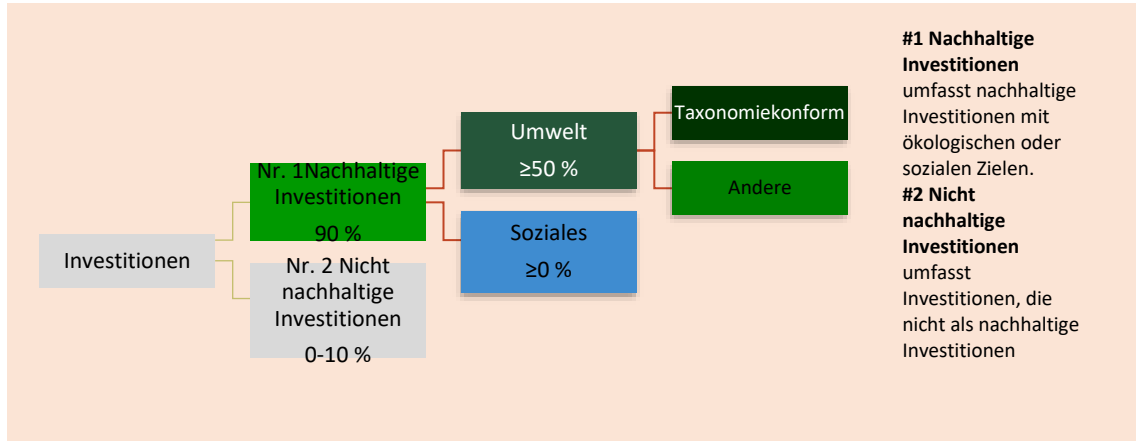 Investitionen
Nr. 1Nachhaltige
Investitionen
90 %
Nr. 2 Nicht
nachhaltige
Investitionen
0-10 %
Umwelt
≥50 %
Soziales
≥0 %
Taxonomiekonform
Andere
#1 Nachhaltige
Investitionen
umfasst nachhaltige
Investitionen mit
ökologischen oder
sozialen Zielen.
#2 Nicht
nachhaltige
Investitionen
umfasst
Investitionen, die
nicht als nachhaltige
Investitionen